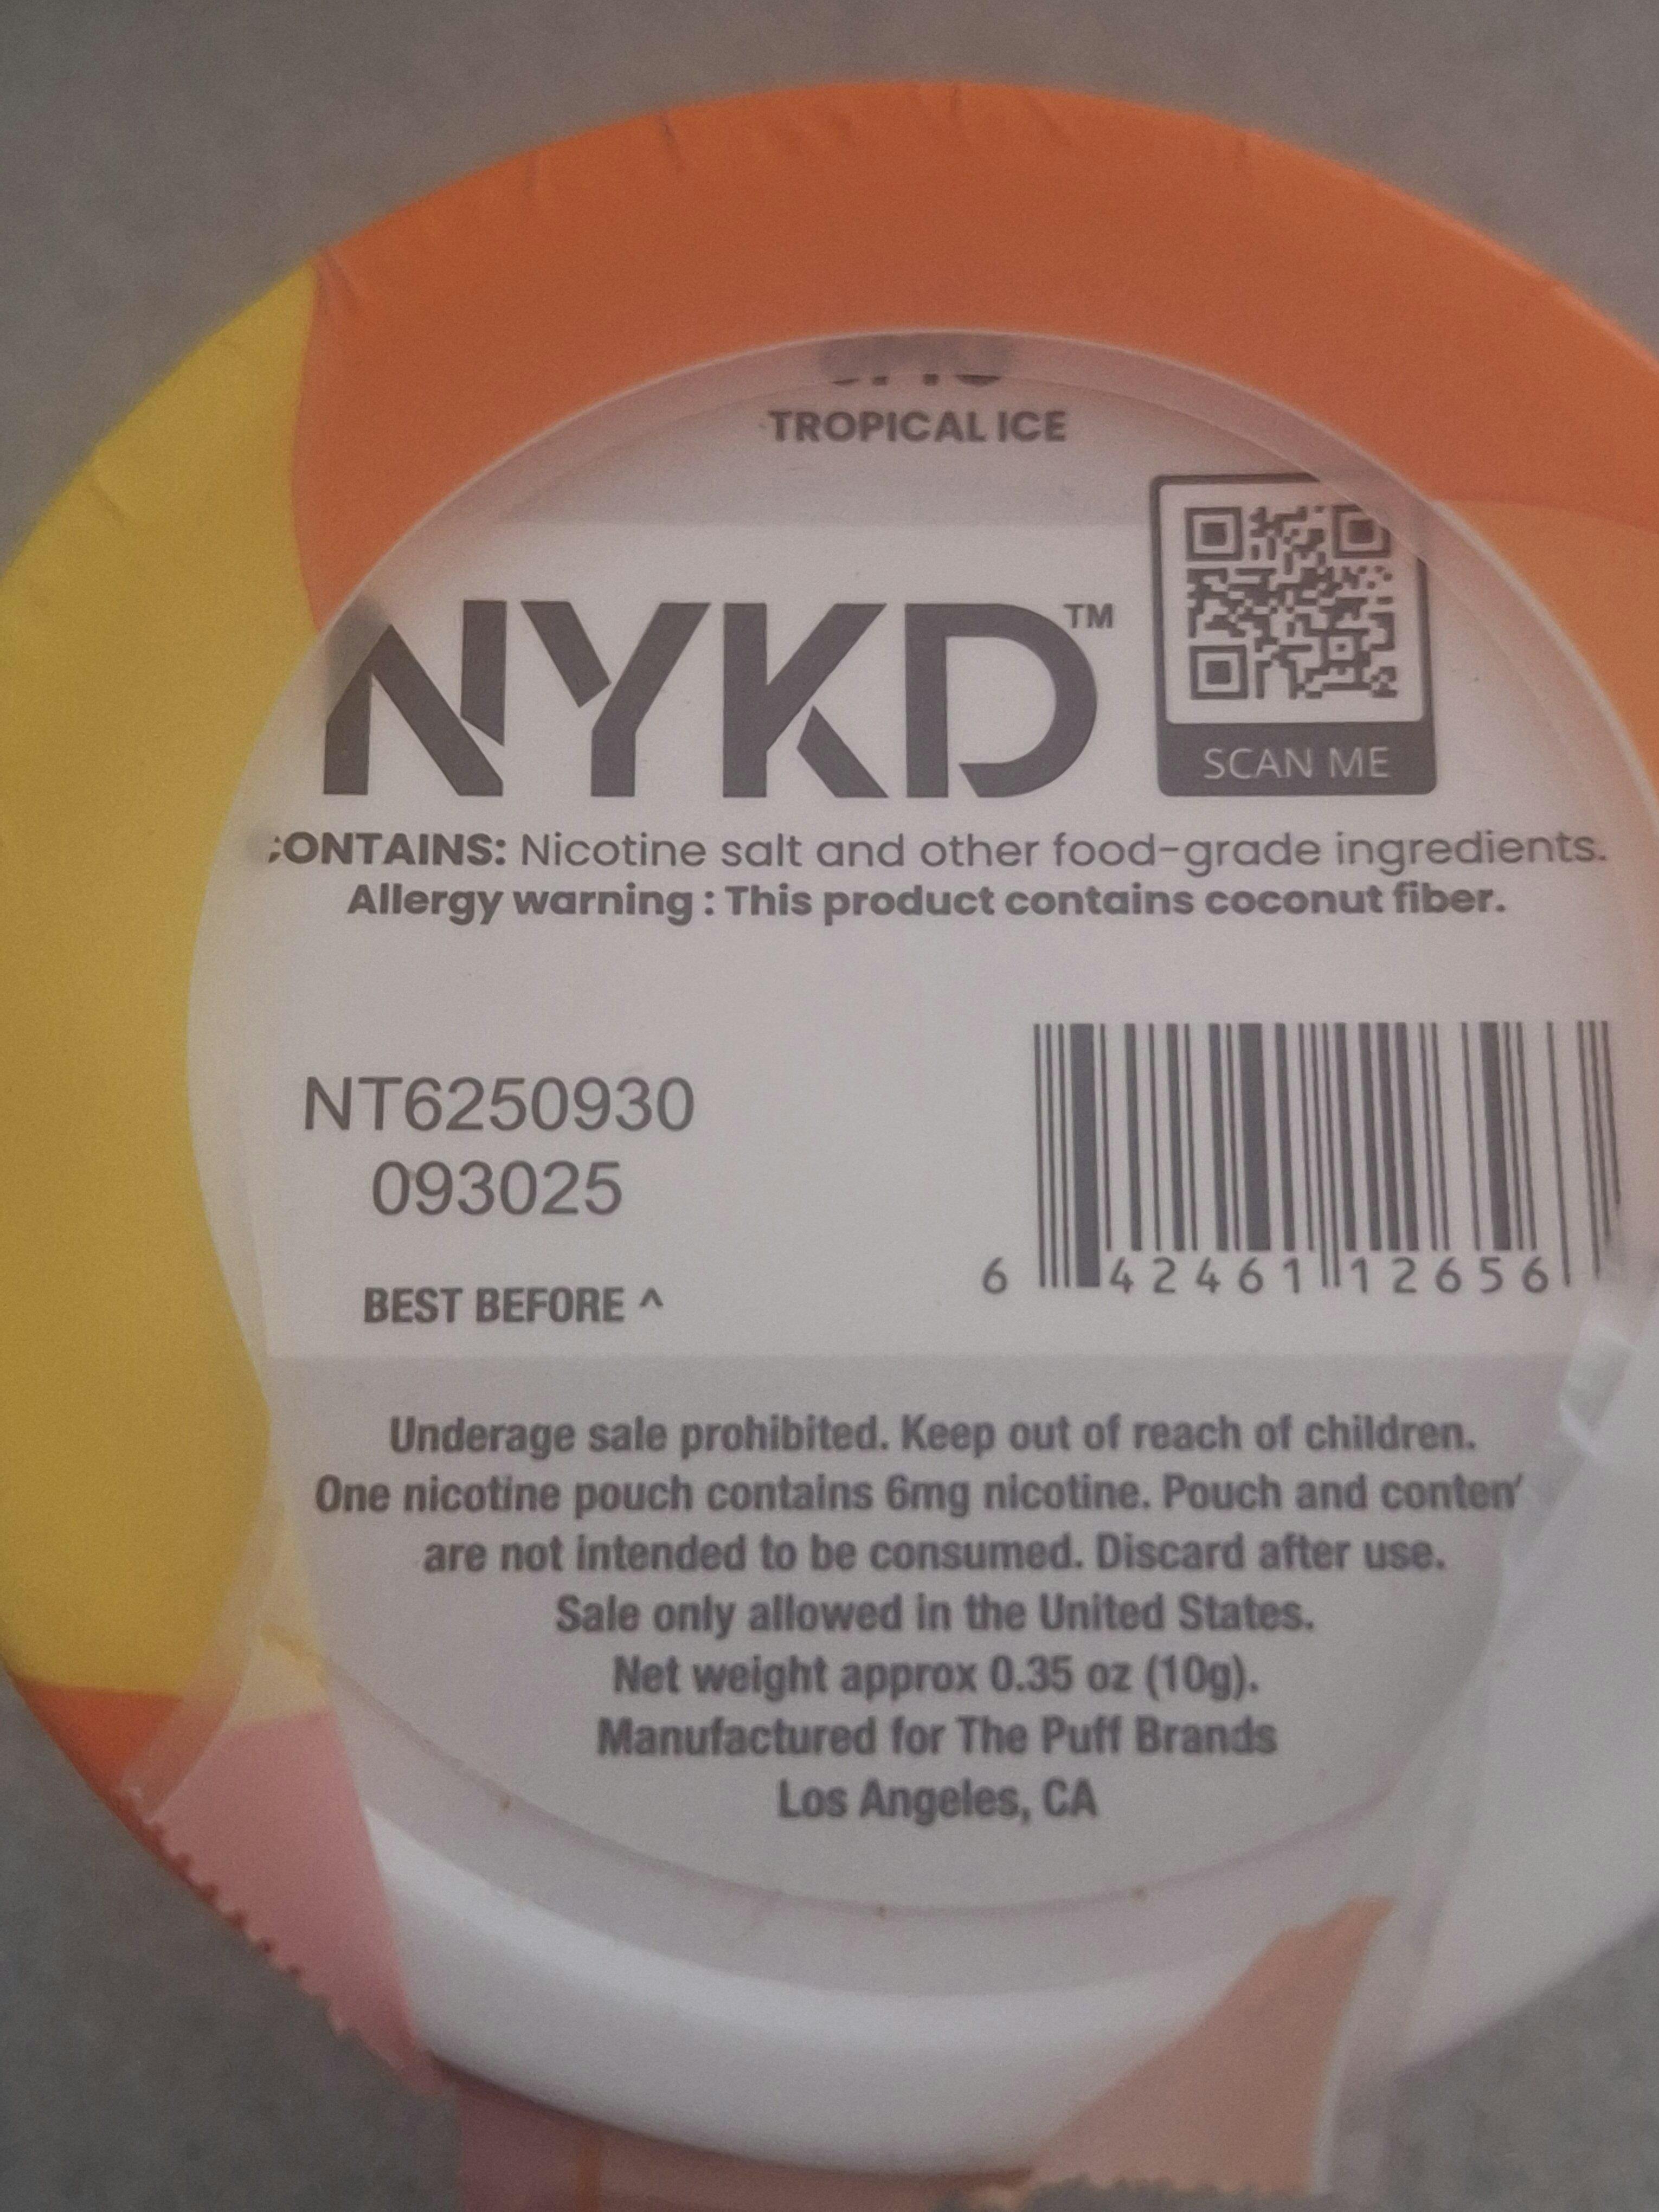 TROPICAL ICE
NYKD™
SCAN ME
CONTAINS: Nicotine salt and other food-grade ingredients.
Allergy warning : This product contains coconut fiber.
NT6250930
093025
BEST BEFORE ^
6 42461 12656
Underage sale prohibited. Keep out of reach of children.
One nicotine pouch contains 6mg nicotine. Pouch and conten
are not intended to be consumed. Discard after use.
Sale only allowed in the United States.
Net weight approx 0.35 oz (10g).
Manufactured for The Puff Brands
Los Angeles, CA